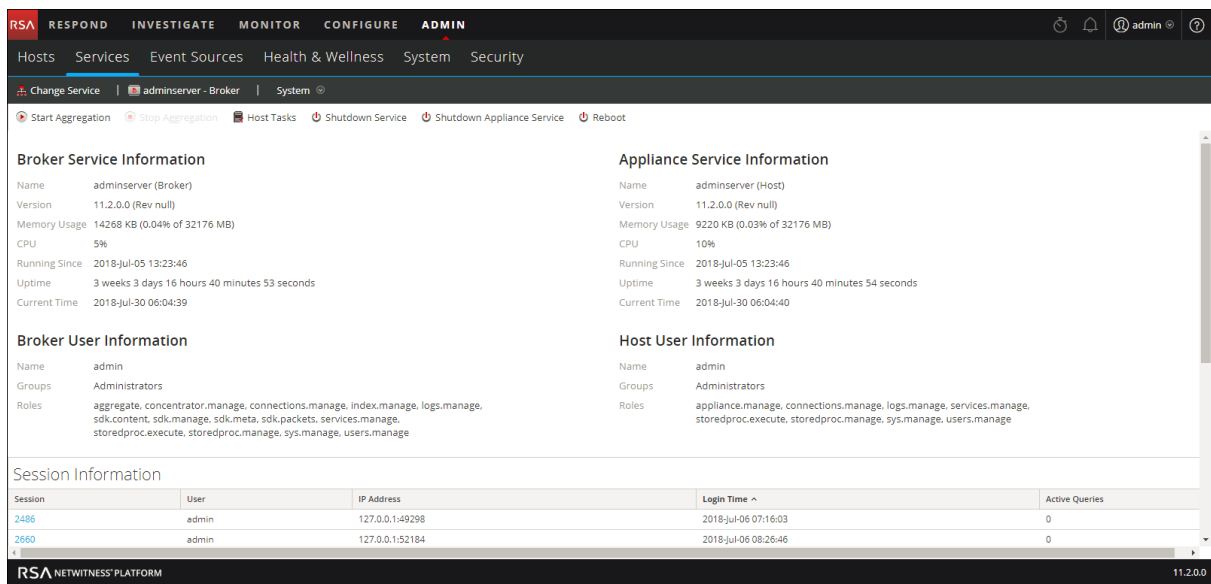 RSA RESPOND INVESTIGATE MONITOR CONFIGURE ADMIN admin
Hosts Services Event Sources Health & Wellness System Security
Change Service | adminserver - Broker | System
Start Aggregation Stop Aggregation Host Tasks Shutdown Service Shutdown Appliance Service Reboot
Broker Service Information
Name adminserver (Broker)
Version 11.2.0.0 (Rev null)
Memory Usage 14268 KB (0.04% of 32176 MB)
CPU 5%
Running Since 2018-Jul-05 13:23:46
Uptime 3 weeks 3 days 16 hours 40 minutes 53 seconds
Current Time 2018-Jul-30 06:04:39
Appliance Service Information
Name adminserver (Host)
Version 11.2.0.0 (Rev null)
Memory Usage 9220 KB (0.03% of 32176 MB)
CPU 10%
Running Since 2018-Jul-05 13:23:46
Uptime 3 weeks 3 days 16 hours 40 minutes 54 seconds
Current Time 2018-Jul-30 06:04:40
Broker User Information
Name admin
Groups Administrators
Roles aggregate, concentrator.manage, connections.manage, index.manage, logs.manage,
sdk.content, sdk.manage, sdk.meta, sdk.packets, services.manage,
storedproc.execute, storedproc.manage, sys.manage, users.manage
Host User Information
Name admin
Groups Administrators
Roles appliance.manage, connections.manage, logs.manage, services.manage,
storedproc.execute, storedproc.manage, sys.manage, users.manage
Session Information
Session User IP Address Login Time Active Queries
2486 admin 127.0.0.1:49298 2018-Jul-06 07:16:03 0
2660 admin 127.0.0.1:52184 2018-Jul-06 08:26:46 0
RSA NETWITNESS® PLATFORM 11.2.0.0